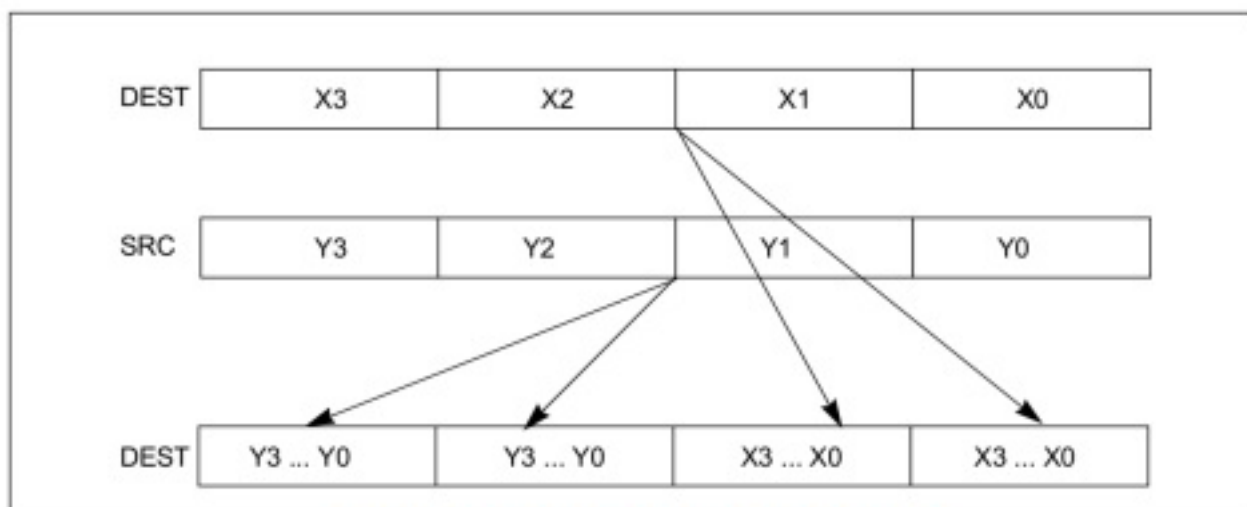 DEST X3 X2 X1 X0
SRC Y3 Y2 Y1 Y0
DEST Y3 ... Y0 Y3 ... Y0 X3 ... X0 X3 ... X0